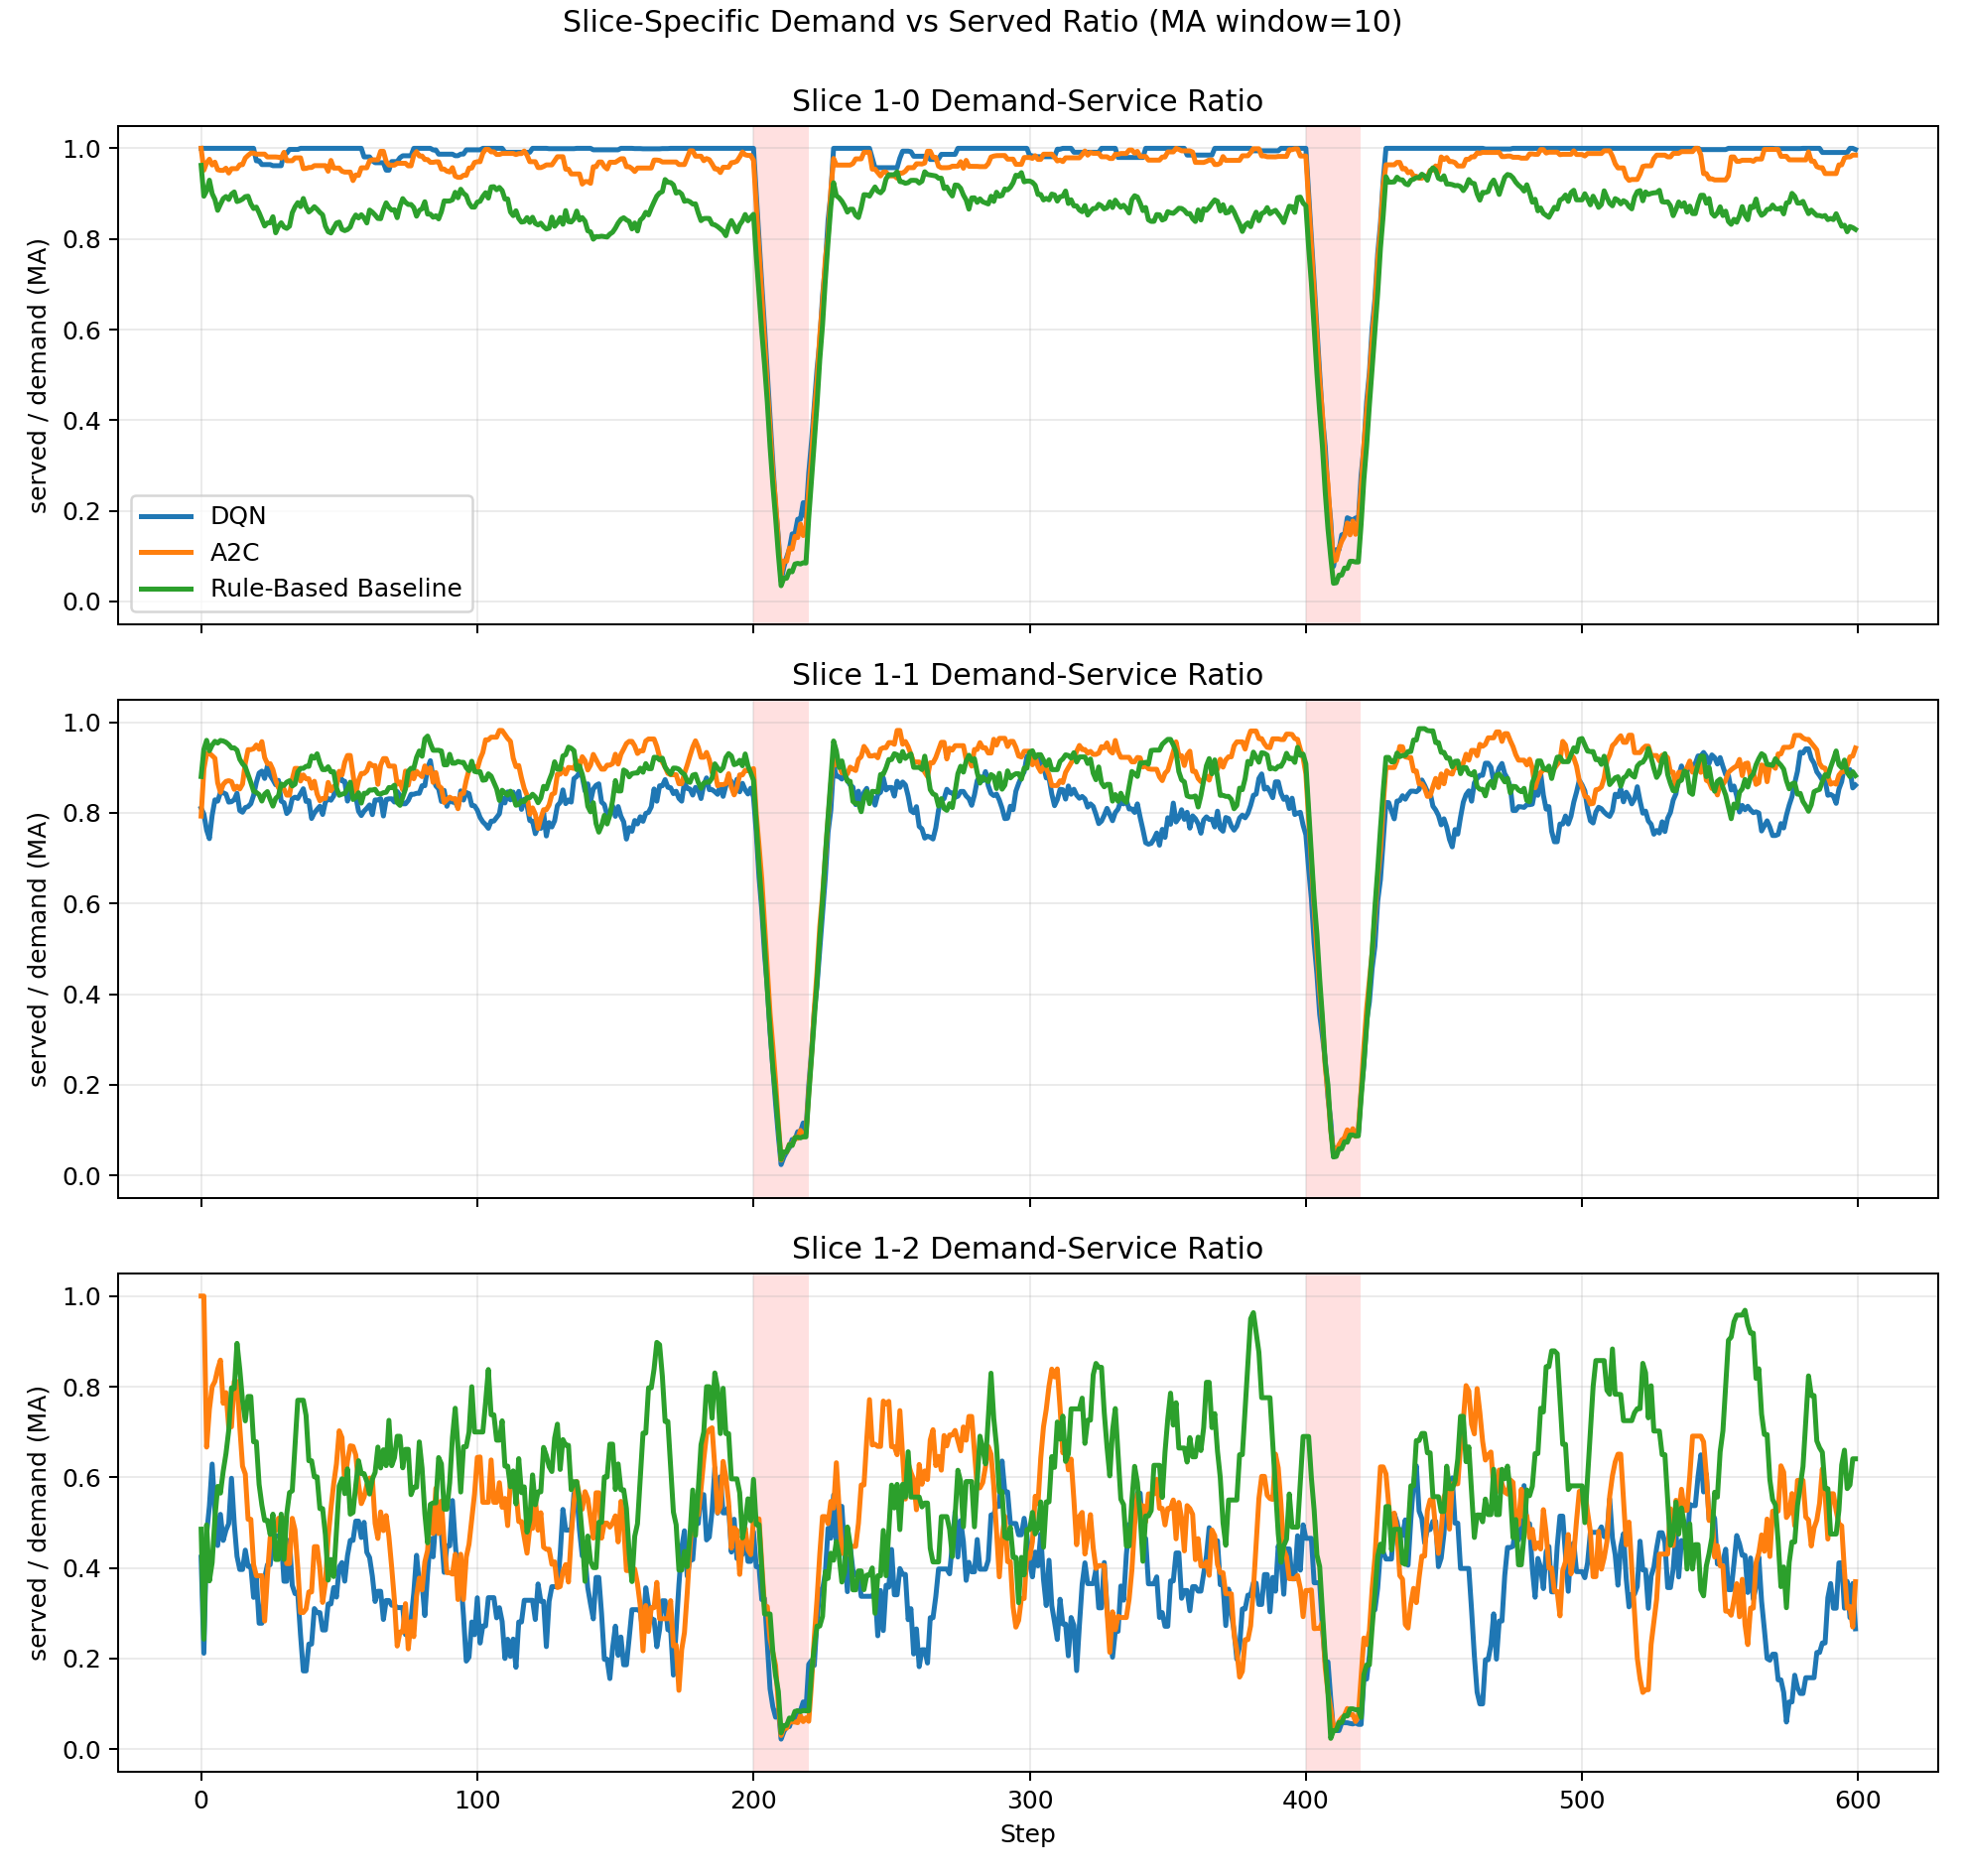 Slice-Specific Demand vs Served Ratio (MA window=10)
Slice 1-0 Demand-Service Ratio
served / demand (MA)
1.0
0.8
0.6
0.4
0.2
0.0
DQN
A2C
Rule-Based Baseline
Slice 1-1 Demand-Service Ratio
served / demand (MA)
1.0
0.8
0.6
0.4
0.2
0.0
Slice 1-2 Demand-Service Ratio
served / demand (MA)
1.0
0.8
0.6
0.4
0.2
0.0
0 100 200 300 400 500 600
Step